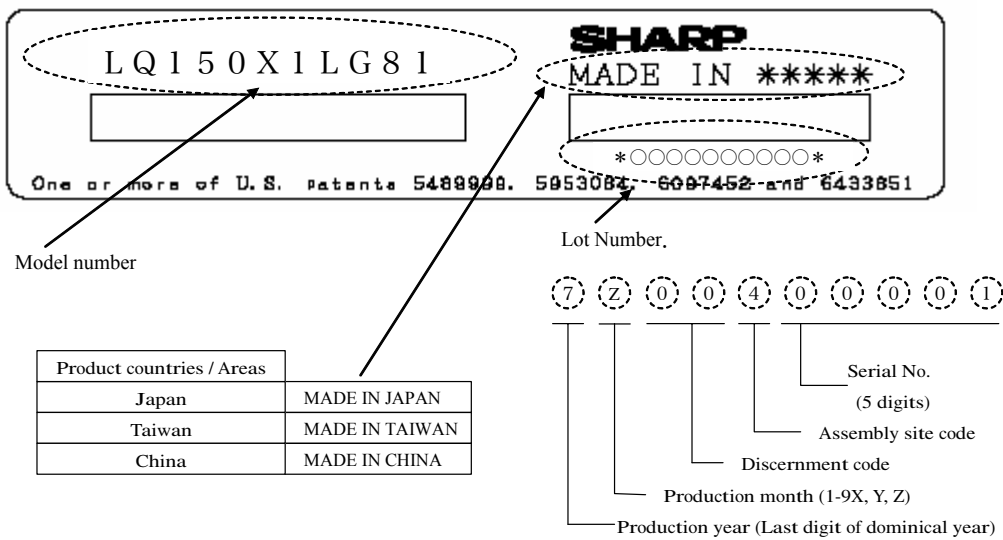 SHARP
LQ150X1LG81
MADE IN *****
*○○○○○○○○○○*
One or more of U.S. Patents 5489999. 5953084. 6097452 and 6433851
Lot Number.
Model number
7 Z 0 0 4 0 0 0 0 1
Product countries / Areas
Japan MADE IN JAPAN
Taiwan MADE IN TAIWAN
China MADE IN CHINA
Serial No.
(5 digits)
Assembly site code
Discernment code
Production month (1-9X, Y, Z)
Production year (Last digit of dominical year)